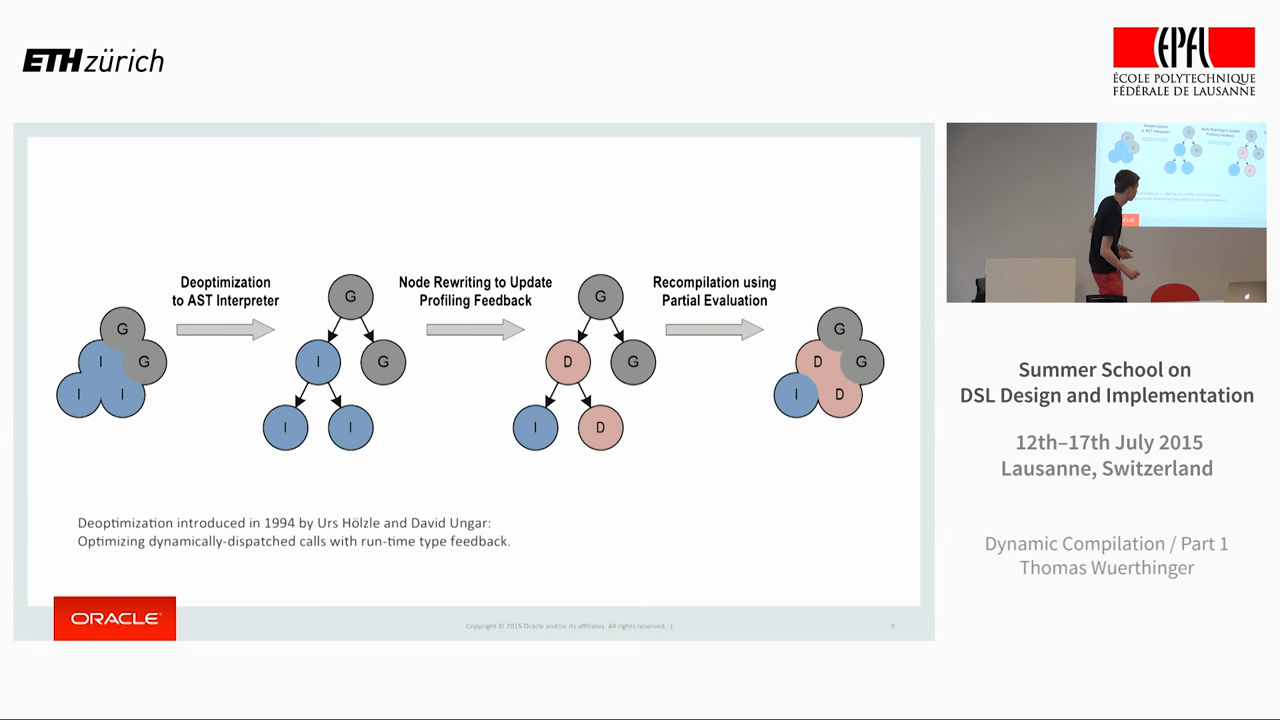 ETH zürich
EPFL
ÉCOLE POLYTECHNIQUE
FÉDÉRALE DE LAUSANNE
Deoptimization
to AST Interpreter
Node Rewriting to Update
Profiling Feedback
Recompilation using
Partial Evaluation
G
I G
I I
G
I G
I I
G
D G
I D
G
D G
I D
Deoptimization introduced in 1994 by Urs Hölzle and David Ungar:
Optimizing dynamically-dispatched calls with run-time type feedback.
ORACLE
Copyright © 2015 Oracle and/or its affiliates. All rights reserved. |
9
Summer School on
DSL Design and Implementation
12th–17th July 2015
Lausanne, Switzerland
Dynamic Compilation / Part 1
Thomas Wuerthinger